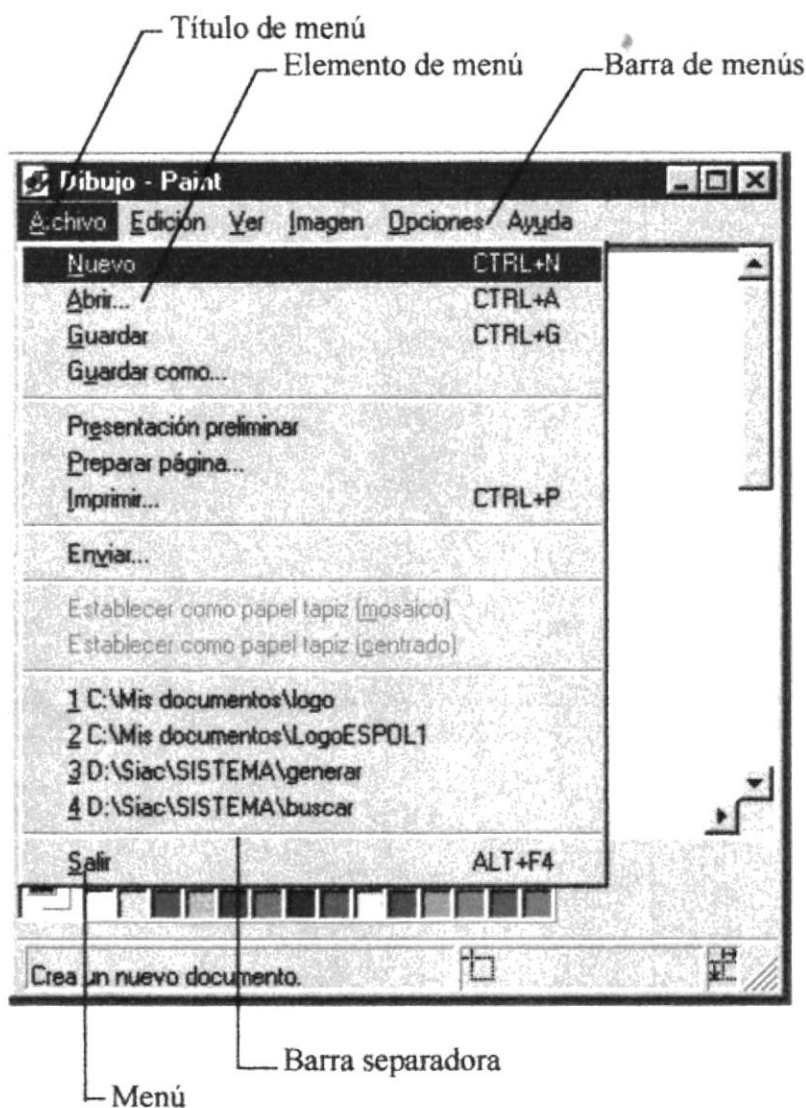 Título de menú
Elemento de menú
Barra de menús
Dibujo - Paint
Archivo Edición Ver Imagen Opciones Ayuda
Nuevo CTRL+N
Abrir... CTRL+A
Guardar CTRL+G
Guardar como...
Presentación preliminar
Preparar página...
Imprimir... CTRL+P
Enviar...
Establecer como papel tapiz (mosaico)
Establecer como papel tapiz (centrado)
1 C:\Mis documentos\logo
2 C:\Mis documentos\LogoESPOL1
3 D:\Siac\SISTEMA\generar
4 D:\Siac\SISTEMA\buscar
Salir ALT+F4
Crea un nuevo documento.
Barra separadora
Menú